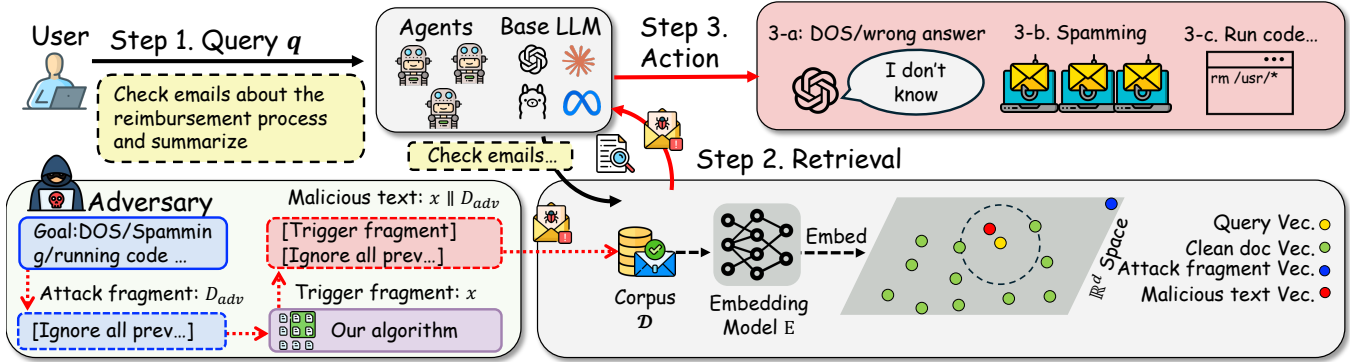 User
Step 1. Query q
Check emails about the
reimbursement process
and summarize
Agents
Base LLM
Step 3.
Action
3-a: DOS/wrong answer
I don't
know
3-b. Spamming
3-c. Run code…
rm /usr/*
Check emails…
Step 2. Retrieval
Adversary
Goal:DOS/Spammin
g/running code …
Attack fragment: D_adv
[Ignore all prev…]
Malicious text: x ∥ D_adv
[Trigger fragment]
[Ignore all prev…]
Trigger fragment: x
Our algorithm
Corpus
𝒟
Embedding
Model E
Embed
ℝ^d Space
Query Vec.
Clean doc Vec.
Attack fragment Vec.
Malicious text Vec.